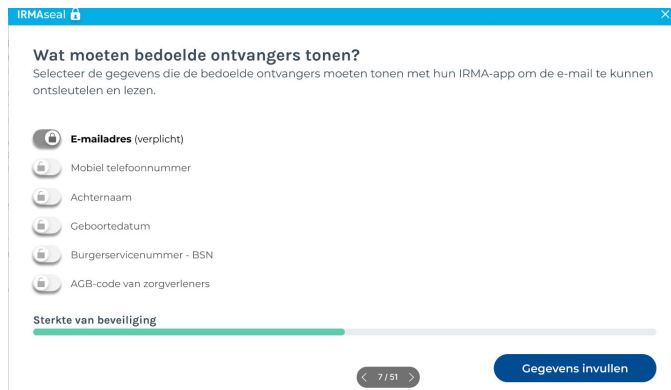 IRMAseal
Wat moeten bedoelde ontvangers tonen?
Selecteer de gegevens die de bedoelde ontvangers moeten tonen met hun IRMA-app om de e-mail te kunnen
ontsleutelen en lezen.
E-mailadres (verplicht)
Mobiel telefoonnummer
Achternaam
Geboortedatum
Burgerservicenummer - BSN
AGB-code van zorgverleners
Sterkte van beveiliging
7 / 51
Gegevens invullen